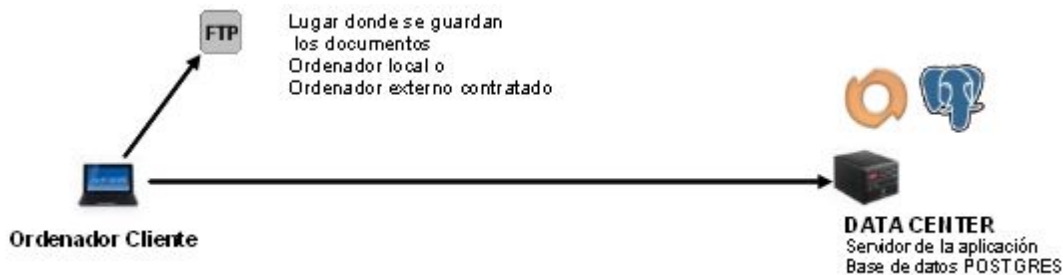 FTP
Lugar donde se guardan
los documentos
Ordenador local o
Ordenador externo contratado
Ordenador Cliente
DATA CENTER
Servidor de la aplicación
Base de datos POSTGRES